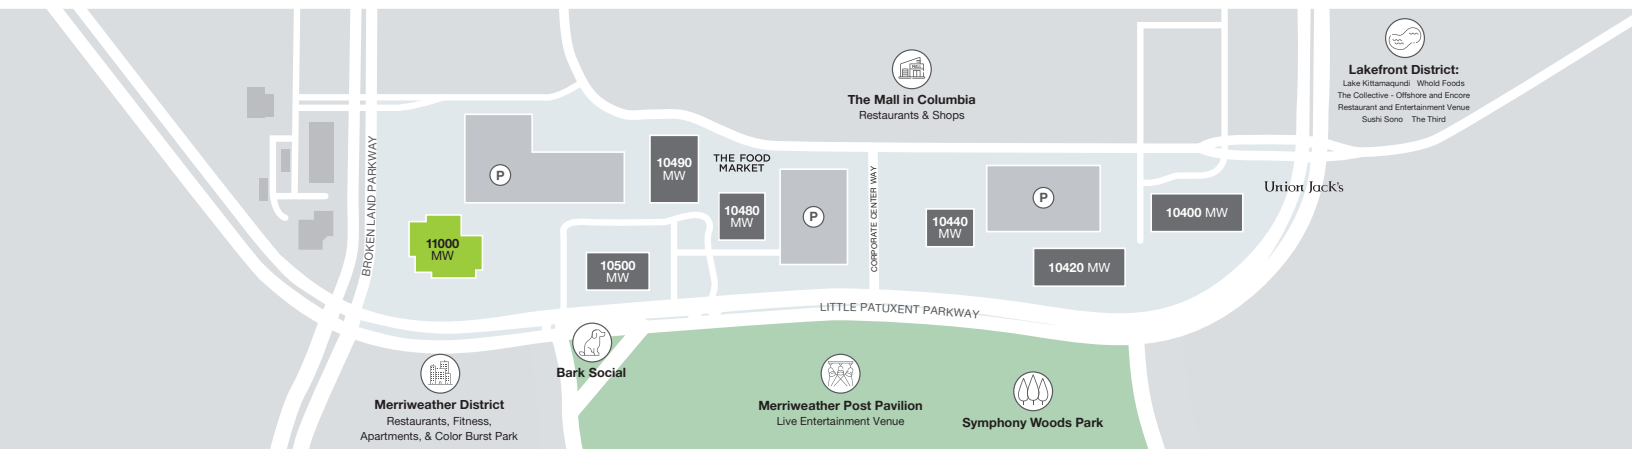 Lakefront District:
Lake Kittamaqundi Whold Foods
The Collective - Offshore and Encore
Restaurant and Entertainment Venue
Sushi Sono The Third
The Mall in Columbia
Restaurants & Shops
BROKEN LAND PARKWAY
P
10490
MW
THE FOOD
MARKET
CORPORATE CENTER WAY
Union Jack's
10480
MW
P
10440
MW
P
10400 MW
11000
MW
10500
MW
10420 MW
LITTLE PATUXENT PARKWAY
Bark Social
Merriweather District
Restaurants, Fitness,
Apartments, & Color Burst Park
Merriweather Post Pavilion
Live Entertainment Venue
Symphony Woods Park